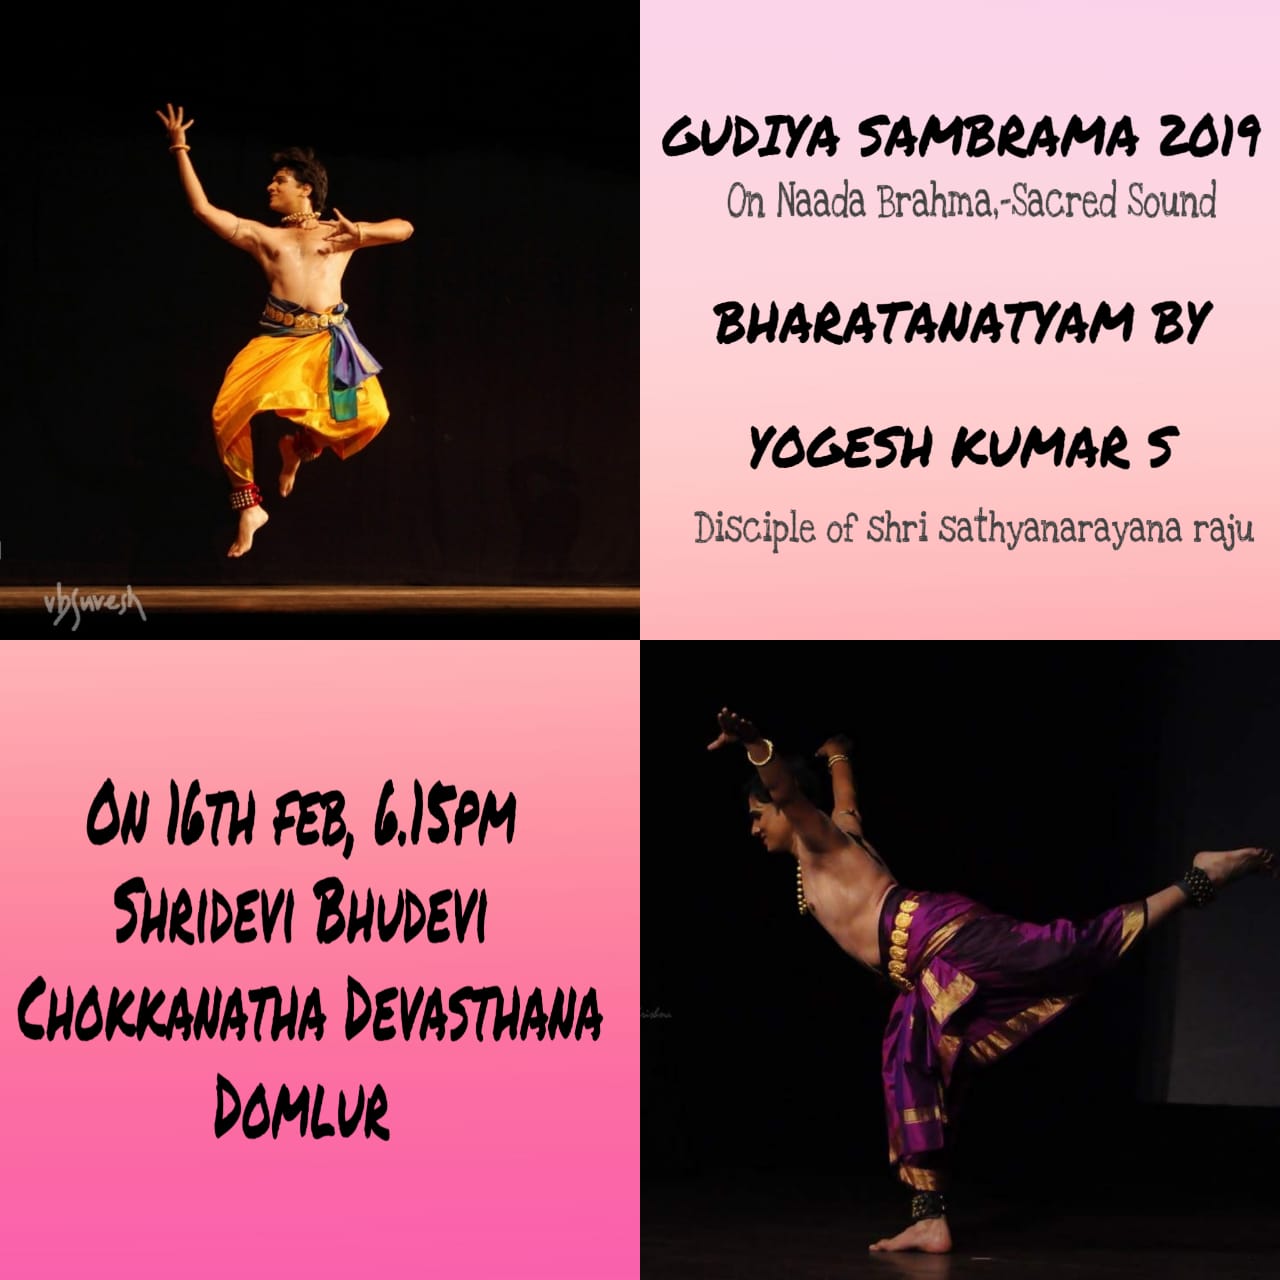 GUDIYA SAMBRAMA 2019
On Naada Brahma,-Sacred Sound
BHARATANATYAM BY
YOGESH KUMAR S
Disciple of shri sathyanarayana raju
vbsuresh
On 16th feb, 6.15pm
Shridevi Bhudevi
Chokkanatha Devasthana
Domlur